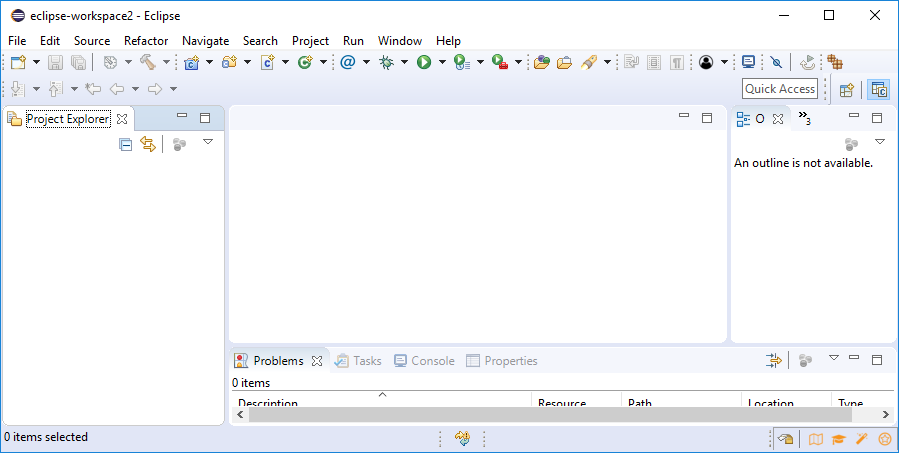 eclipse-workspace2 - Eclipse
File Edit Source Refactor Navigate Search Project Run Window Help
Quick Access
Project Explorer
O
»3
An outline is not available.
Problems Tasks Console Properties
0 items
Description Resource Path Location Type
0 items selected